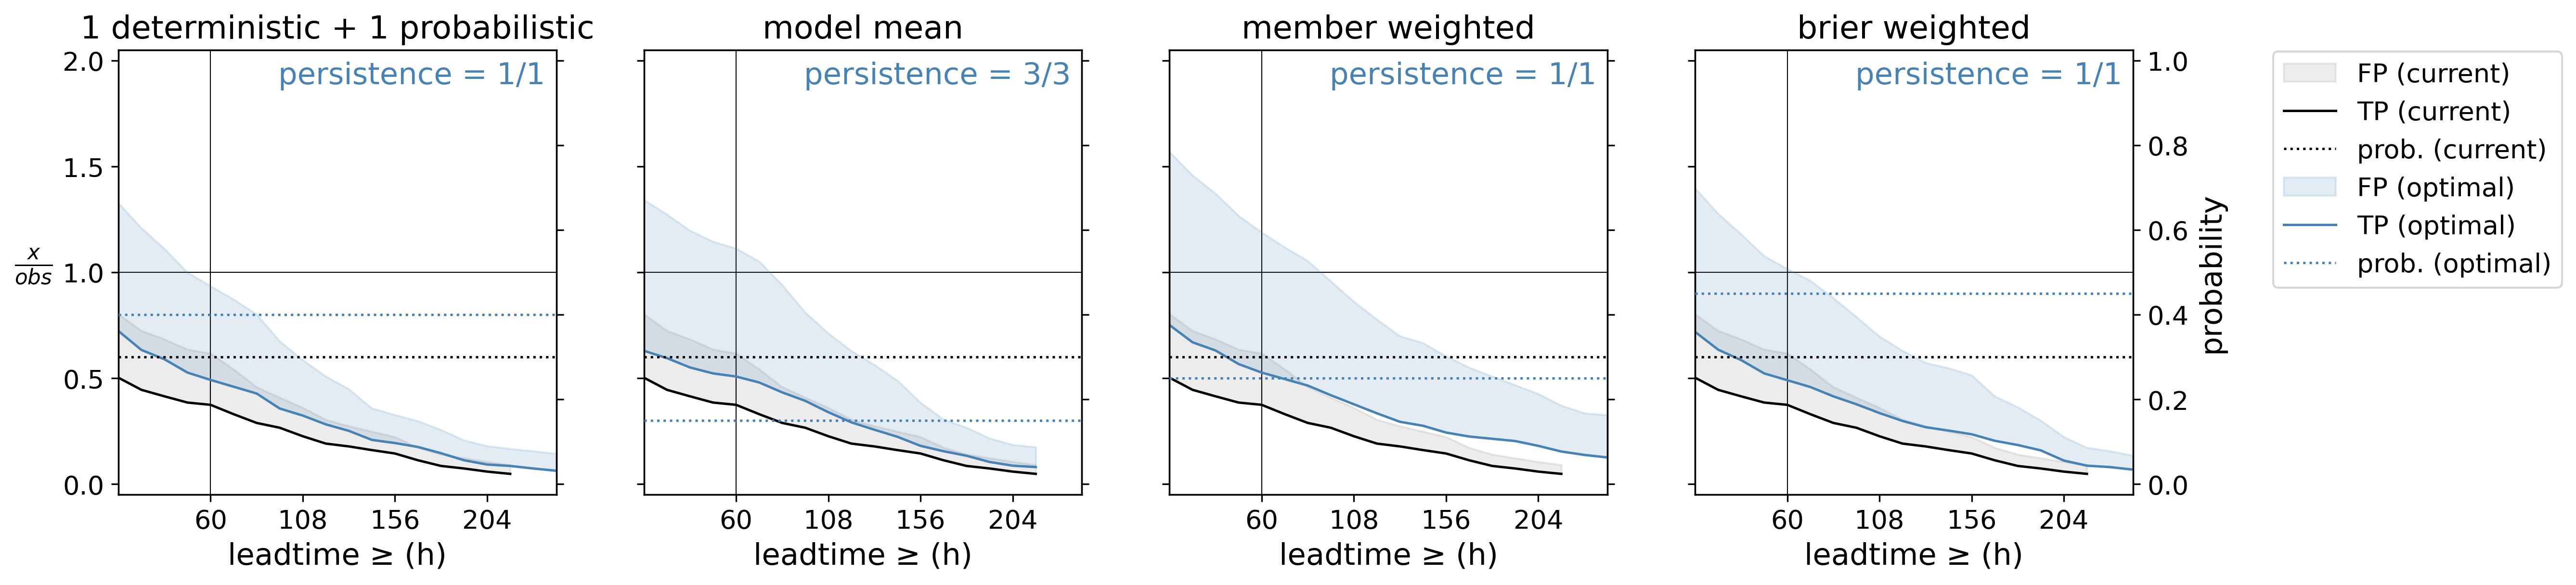 1 deterministic + 1 probabilistic
model mean
member weighted
brier weighted
persistence = 1/1
persistence = 3/3
persistence = 1/1
persistence = 1/1
x
obs
2.0
1.5
1.0
0.5
0.0
60 108 156 204
60 108 156 204
60 108 156 204
60 108 156 204
leadtime ≥ (h)
leadtime ≥ (h)
leadtime ≥ (h)
leadtime ≥ (h)
1.0
0.8
0.6
0.4
0.2
0.0
probability
FP (current)
TP (current)
prob. (current)
FP (optimal)
TP (optimal)
prob. (optimal)